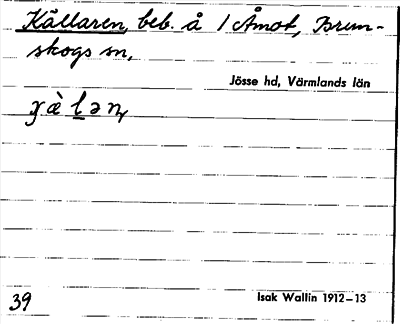 Källaren, beb. å 1 Åmot, Brun-
skogs sn.
Jösse hd, Värmlands län
39
Isak Wallin 1912–13